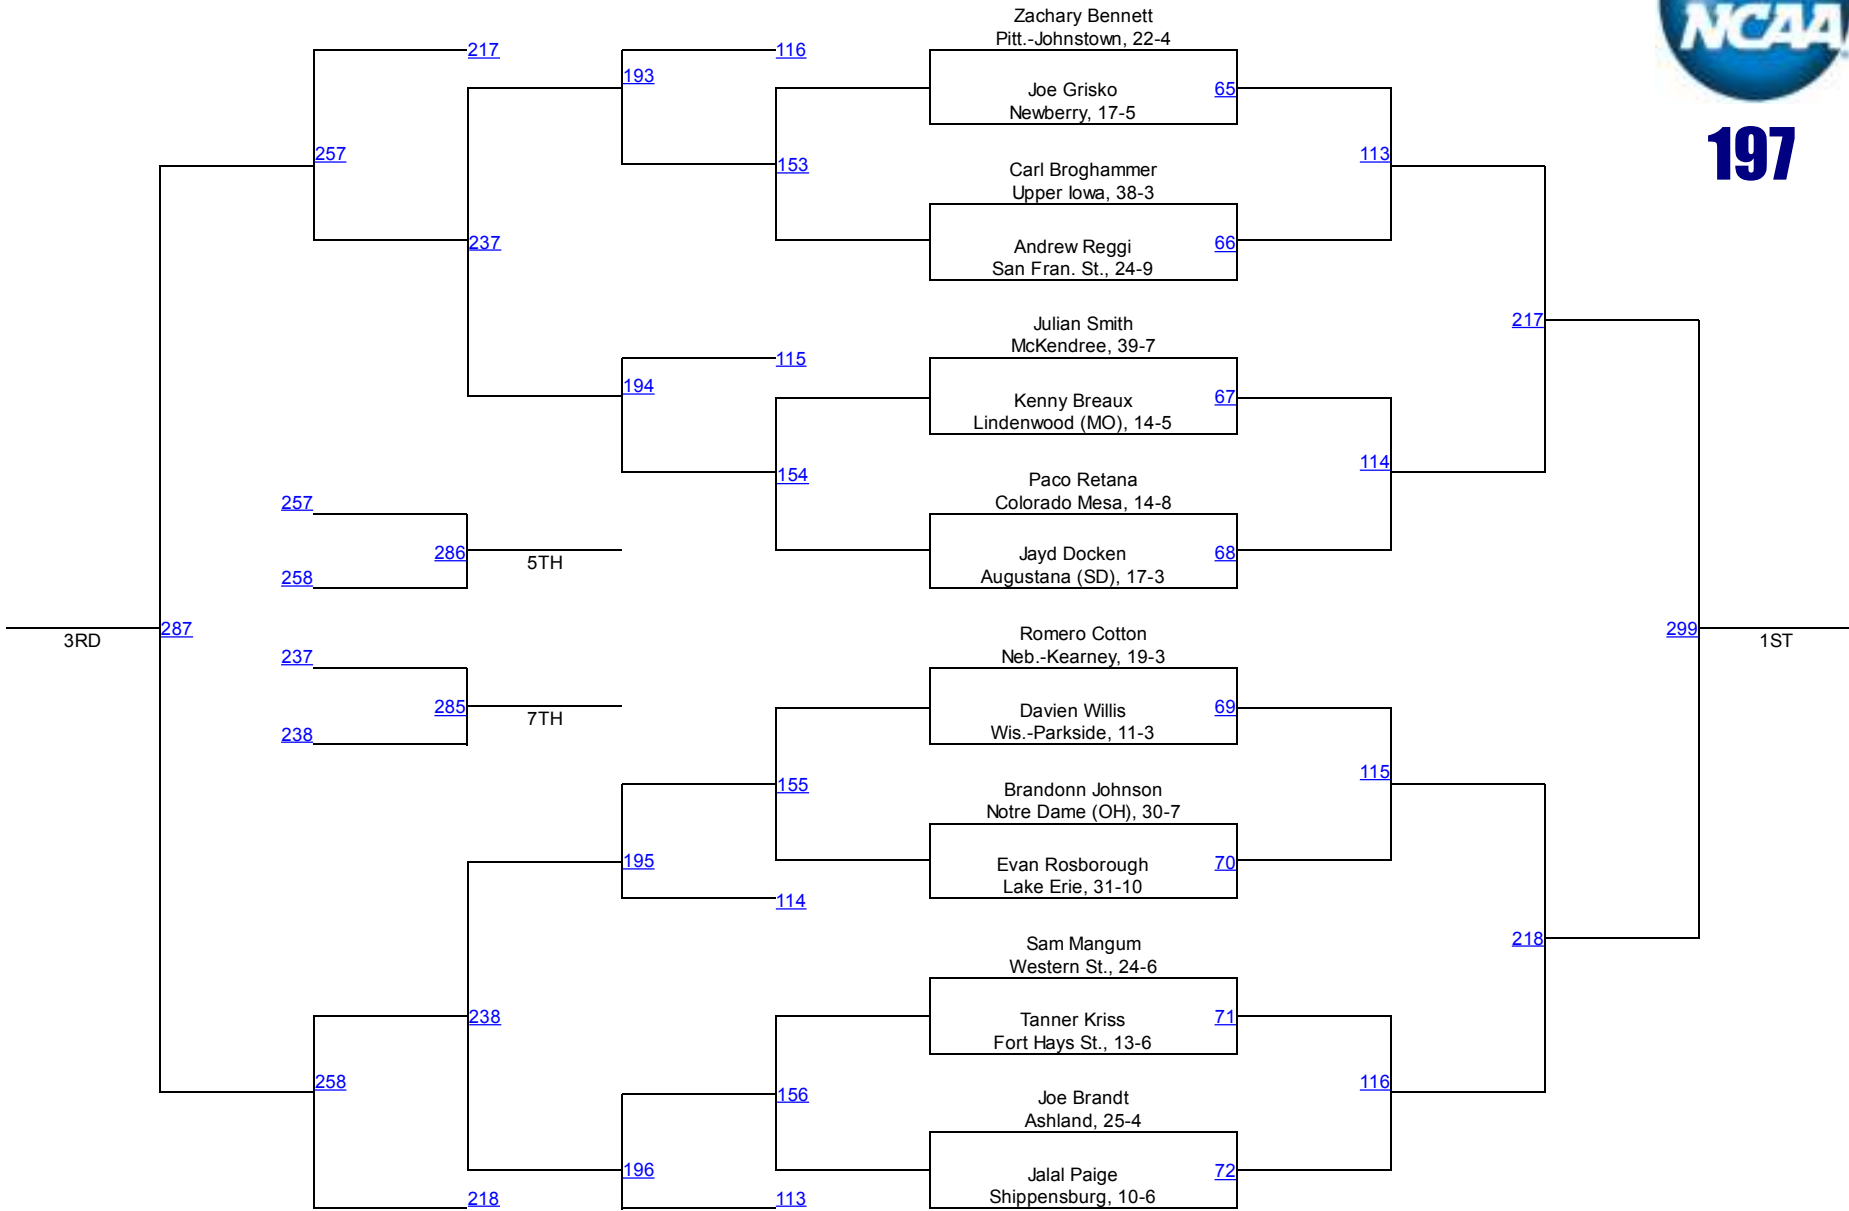 NCAA
197
Zachary Bennett
Pitt.-Johnstown, 22-4
217
116
193
Joe Grisko
65
Newberry, 17-5
257
153
113
Carl Broghammer
Upper Iowa, 38-3
237
Andrew Reggi
66
San Fran. St., 24-9
Julian Smith
217
McKendree, 39-7
115
194
Kenny Breaux
67
Lindenwood (MO), 14-5
154
114
Paco Retana
257
Colorado Mesa, 14-8
286
5TH
Jayd Docken
68
258
Augustana (SD), 17-3
3RD
287
Romero Cotton
299
1ST
237
Neb.-Kearney, 19-3
285
7TH
Davien Willis
69
238
Wis.-Parkside, 11-3
155
115
Brandonn Johnson
Notre Dame (OH), 30-7
195
Evan Rosborough
70
Lake Erie, 31-10
114
Sam Mangum
218
Western St., 24-6
238
Tanner Kriss
71
Fort Hays St., 13-6
258
156
116
Joe Brandt
Ashland, 25-4
196
Jalal Paige
72
218
113
Shippensburg, 10-6